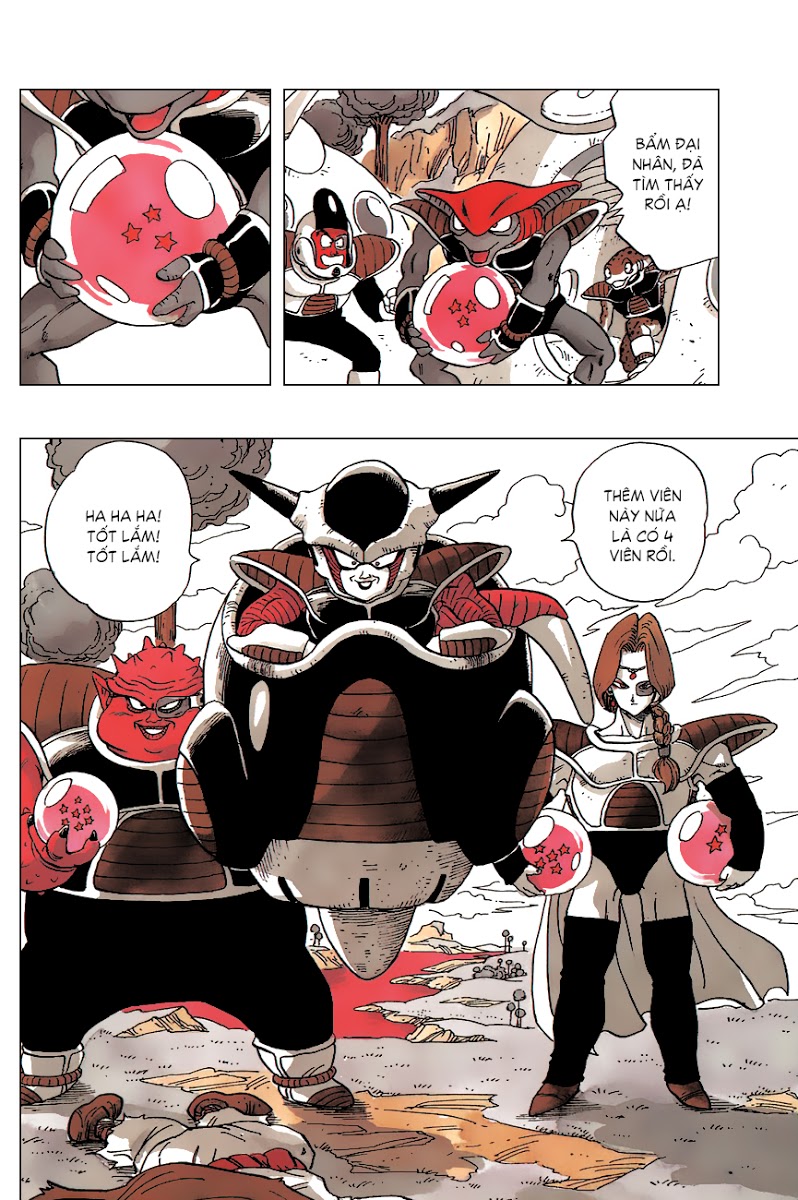 BẨM ĐẠI
NHÂN, ĐÃ
TÌM THẤY
RỒI Ạ!
HA HA HA!
TỐT LẮM!
TỐT LẮM!
THÊM VIÊN
NÀY NỮA
LÀ CÓ 4
VIÊN RỒI.